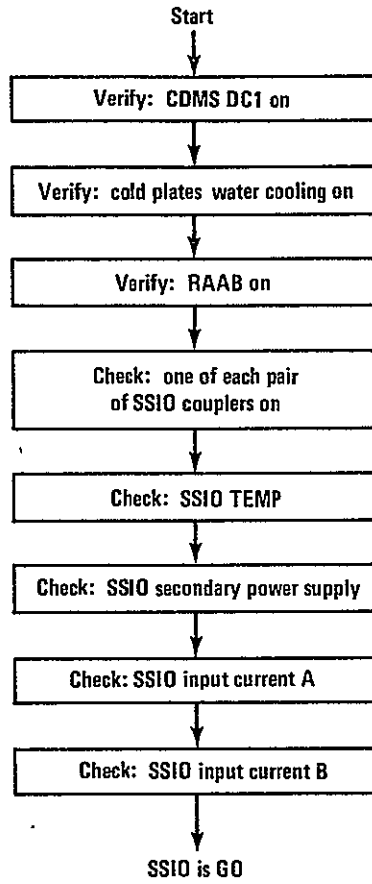 Start
Verify: CDMS DC1 on
Verify: cold plates water cooling on
Verify: RAAB on
Check: one of each pair
of SSIO couplers on
Check: SSIO TEMP
Check: SSIO secondary power supply
Check: SSIO input current A
Check: SSIO input current B
SSIO is GO